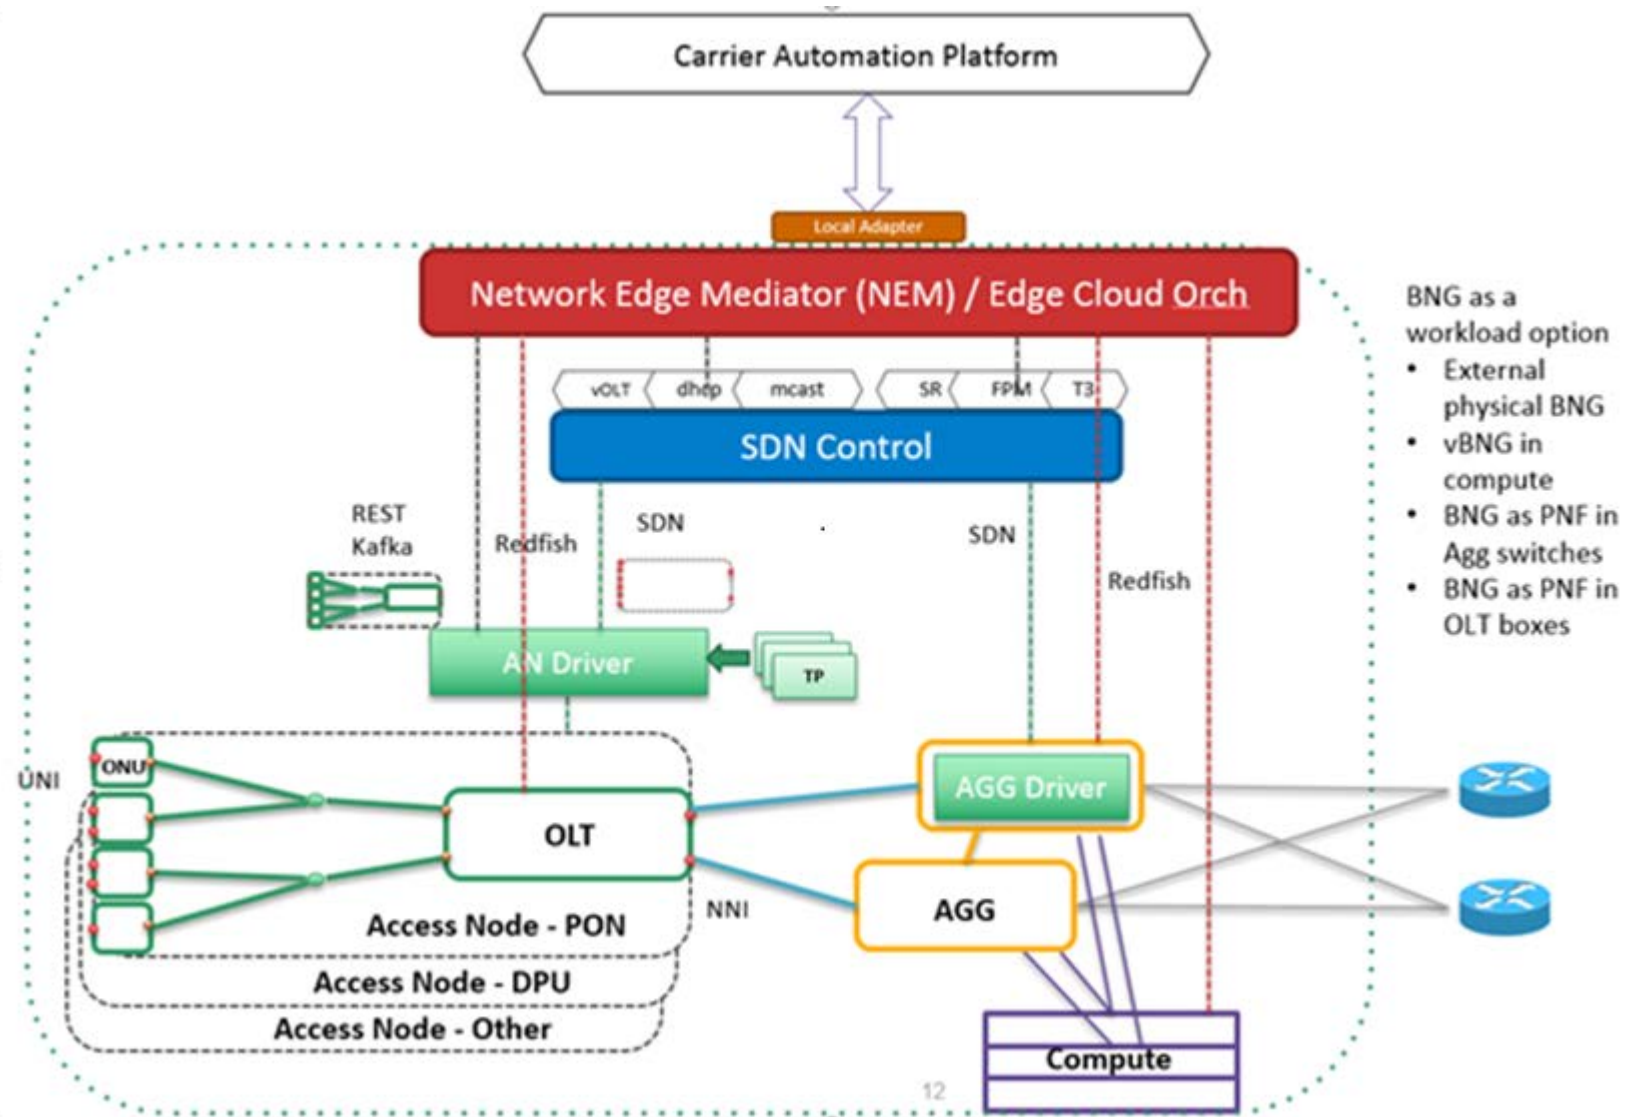 Carrier Automation Platform
Local Adapter
Network Edge Mediator (NEM) / Edge Cloud Orch
vOLT
dhcp
mcast
SR
FPM
T3
SDN Control
BNG as a
workload option
• External
physical BNG
• vBNG in
compute
• BNG as PNF in
Agg switches
• BNG as PNF in
OLT boxes
REST
Kafka
Redfish
SDN
SDN
Redfish
AN Driver
TP
UNI
ONU
OLT
AGG Driver
NNI
AGG
Access Node - PON
Access Node - DPU
Access Node - Other
Compute
12